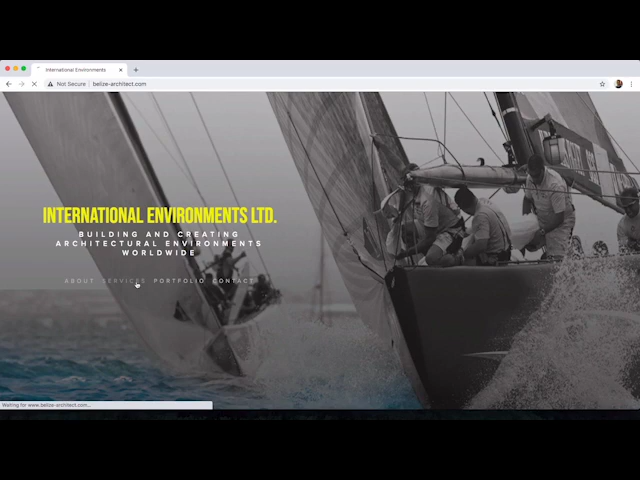 International Environments
Not Secure | belize-architect.com
INTERNATIONAL ENVIRONMENTS LTD.
BUILDING AND CREATING
ARCHITECTURAL ENVIRONMENTS
WORLDWIDE
ABOUT SERVICES PORTFOLIO CONTACT
Waiting for www.belize-architect.com...